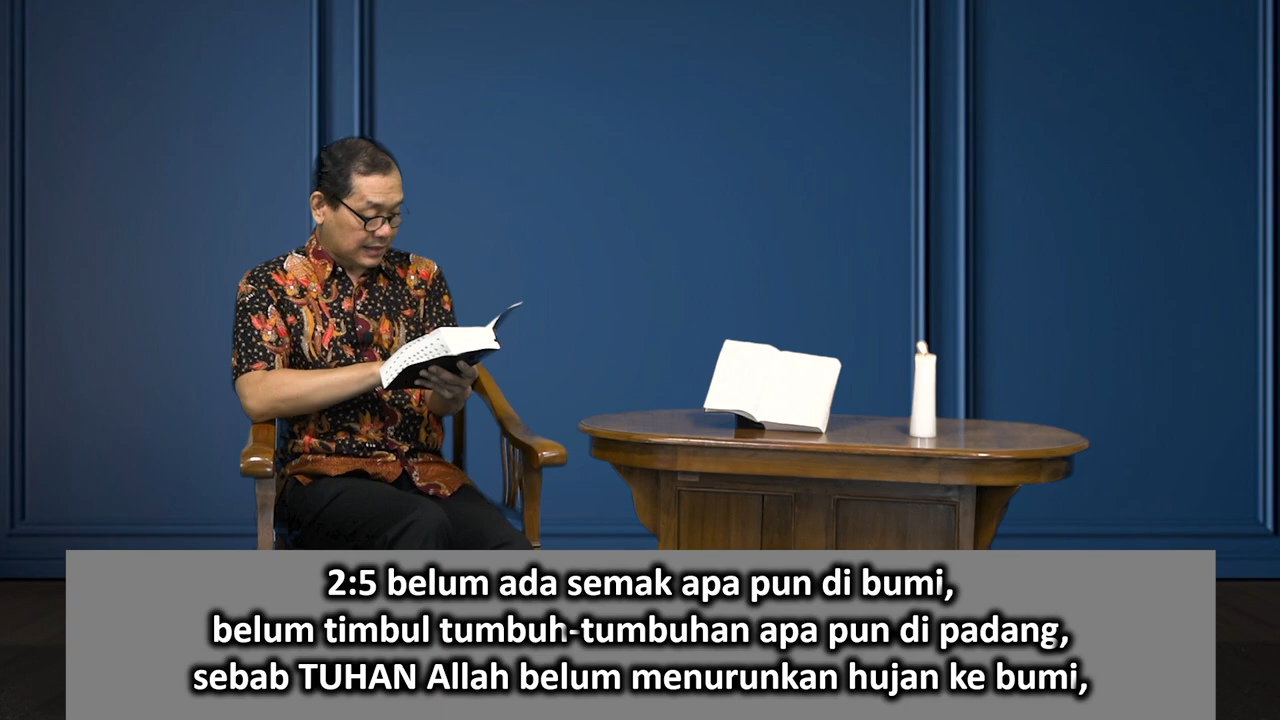 2:5 belum ada semak apa pun di bumi,
belum timbul tumbuh-tumbuhan apa pun di padang,
sebab TUHAN Allah belum menurunkan hujan ke bumi,